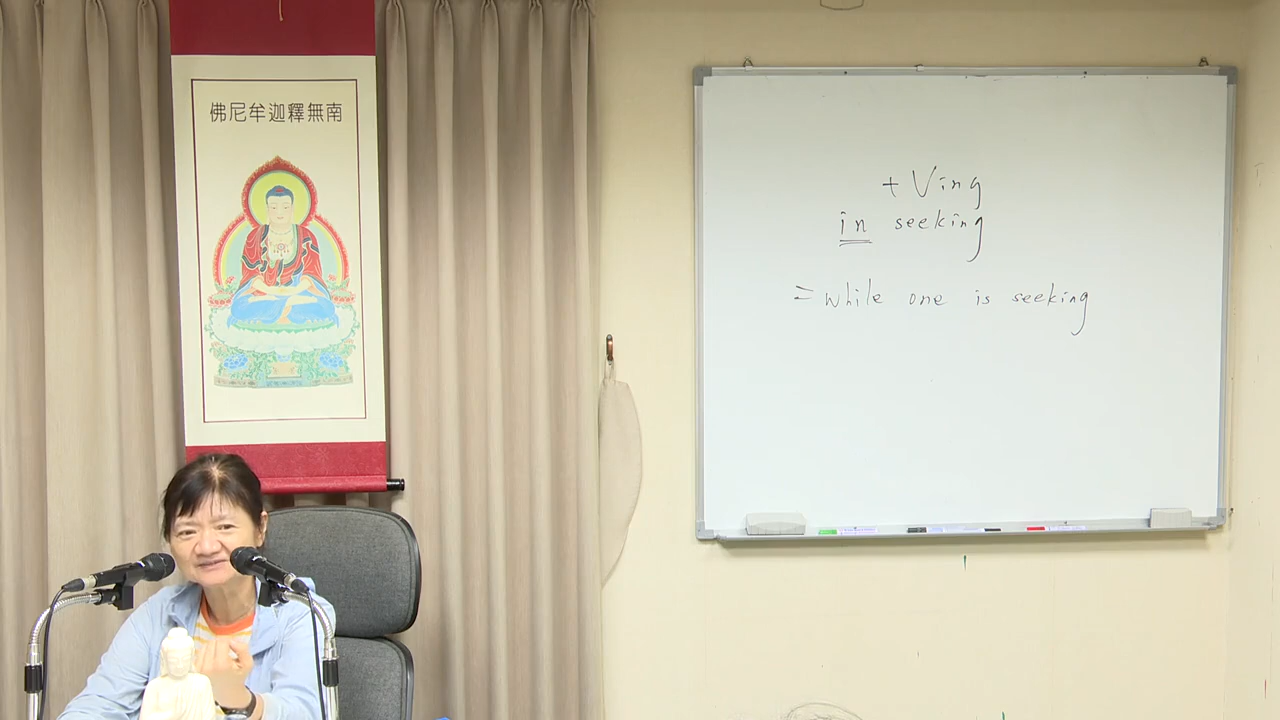 佛尼牟迦釋無南
+ Ving
in seeking
= while one is seeking